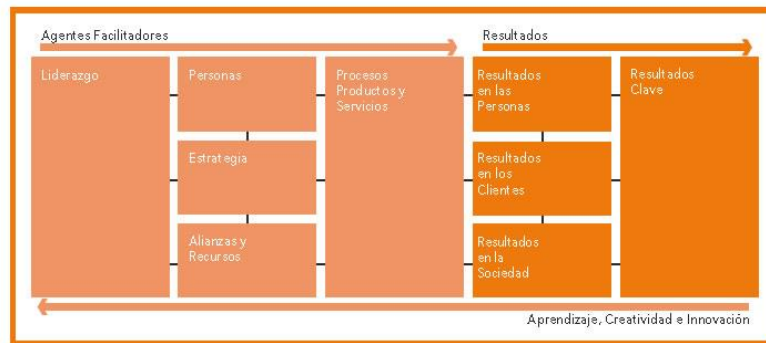 Agentes Facilitadores
Resultados
Liderazgo
Personas
Procesos
Productos y
Servicios
Resultados
en las
Personas
Resultados
Clave
Estrategia
Resultados
en los
Clientes
Alianzas y
Recursos
Resultados
en la
Sociedad
Aprendizaje, Creatividad e Innovación